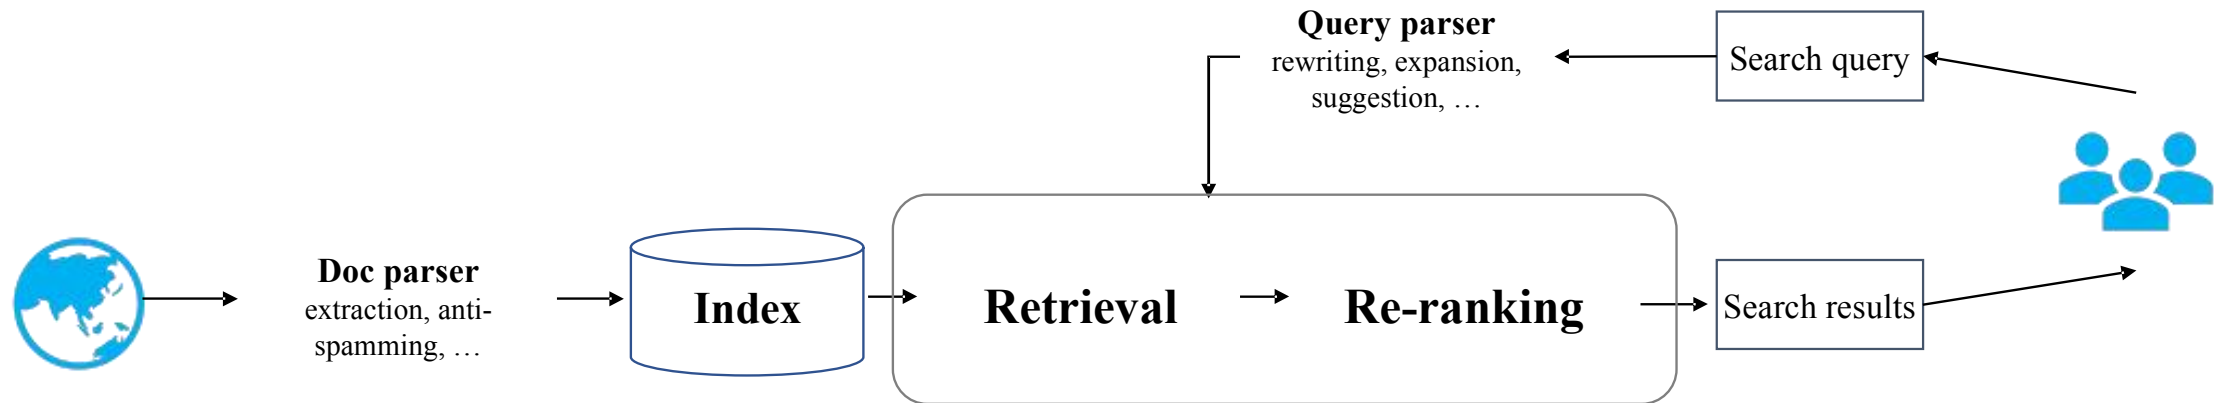 Query parser
rewriting, expansion,
suggestion, …
Search query
Doc parser
extraction, anti-
spamming, …
Index
Retrieval
Re-ranking
Search results